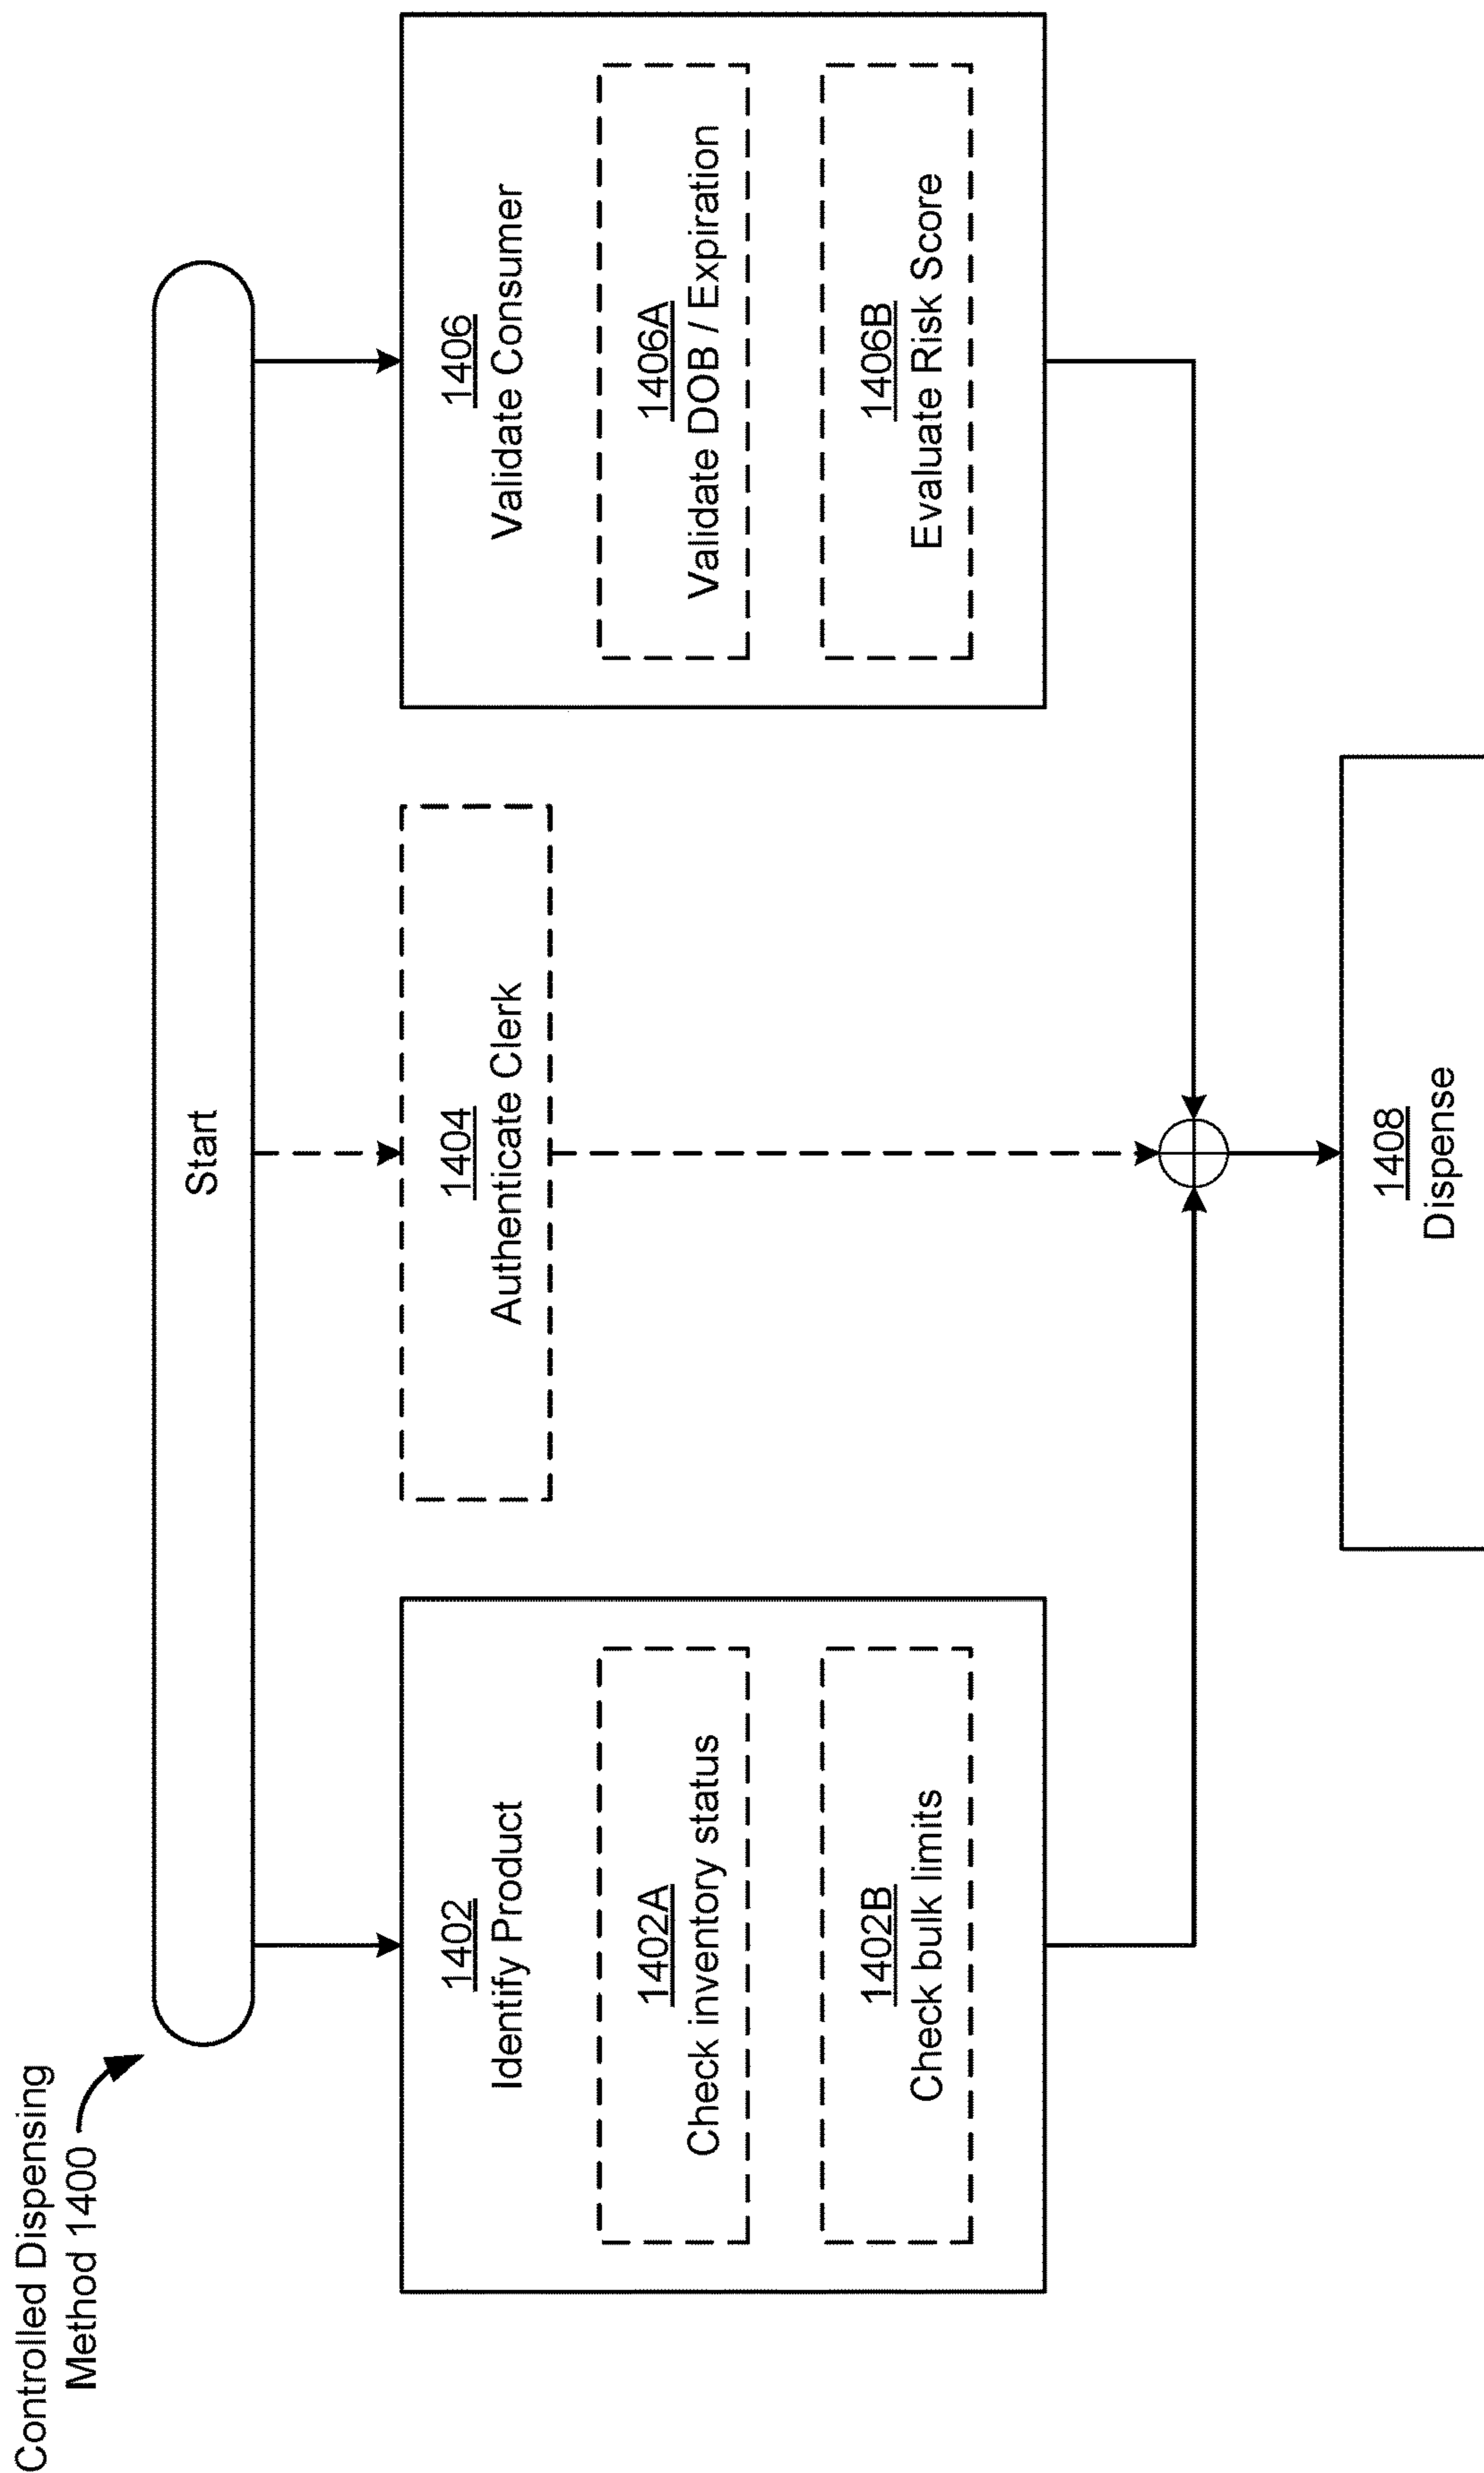 Controlled Dispensing
Method 1400
Start
1402
Identify Product
1402A
Check inventory status
1402B
Check bulk limits
1404
Authenticate Clerk
1406
Validate Consumer
1406A
Validate DOB / Expiration
1406B
Evaluate Risk Score
1408
Dispense